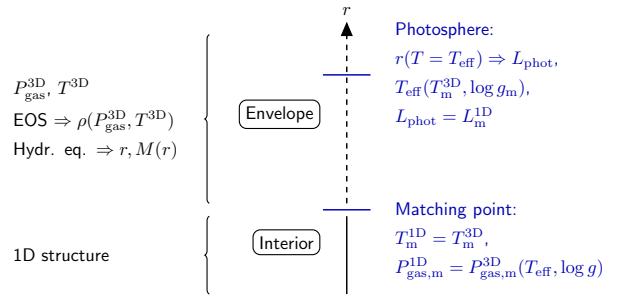 r
Photosphere:
r(T = T_eff) ⇒ L_phot,
T_eff(T_m^3D, log g_m),
L_phot = L_m^1D
P_gas^3D, T^3D
EOS ⇒ ρ(P_gas^3D, T^3D)
Hydr. eq. ⇒ r, M(r)
Envelope
Matching point:
T_m^1D = T_m^3D,
P_gas,m^1D = P_gas,m^3D(T_eff, log g)
Interior
1D structure